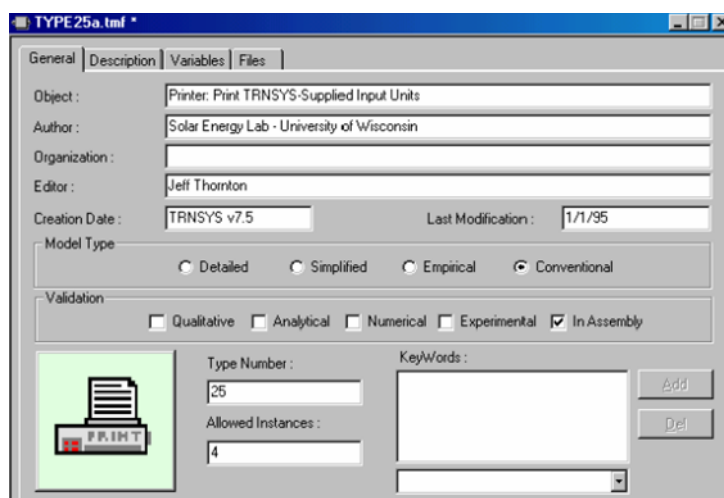 TYPE25a.tmf *
General Description Variables Files
Object : Printer: Print TRNSYS-Supplied Input Units
Author : Solar Energy Lab - University of Wisconsin
Organization :
Editor : Jeff Thornton
Creation Date : TRNSYS v7.5 Last Modification : 1/1/95
Model Type
Detailed Simplified Empirical Conventional
Validation
Qualitative Analytical Numerical Experimental In Assembly
Type Number : KeyWords :
25 Add
Allowed Instances : Del
4
PRINT